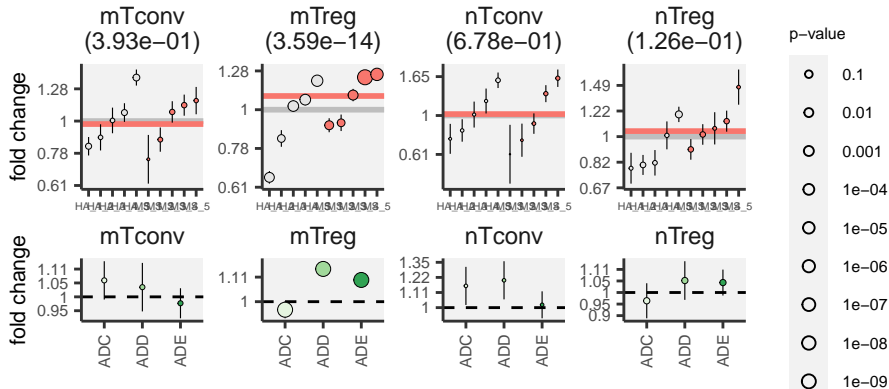 mTconv
(3.93e−01)
mTreg
(3.59e−14)
nTconv
(6.78e−01)
nTreg
(1.26e−01)
fold change
1.28
1
0.78
0.61
1.28
1
0.78
0.61
1.65
1
0.61
1.49
1.22
1
0.82
0.67
mTconv
mTreg
nTconv
nTreg
fold change
1.11
1.05
1
0.95
1.11
1
1.35
1.22
1.11
1
1.11
1.05
1
0.95
0.9
ADC
ADD
ADE
ADC
ADD
ADE
ADC
ADD
ADE
ADC
ADD
ADE
p−value
0.1
0.01
0.001
1e−04
1e−05
1e−06
1e−07
1e−08
1e−09